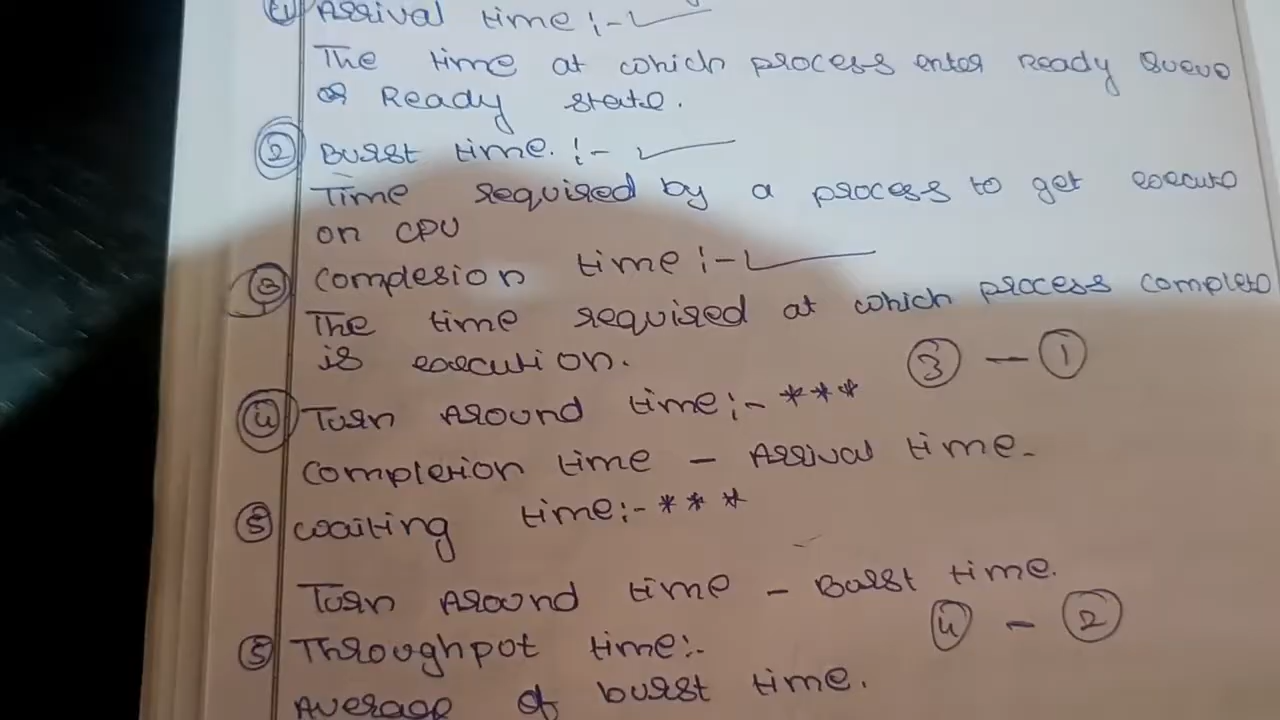 ① Arrival time :- ✓
The time at which process enter Ready Queue
or Ready state.
② Burst time. :- ✓
Time required by a process to get execute
on CPU
③ Comdesion time :- ✓
The time required at which process complete
is execution.
③ — ①
④ Turn Around time :- ***
Completion time - Arrival time.
⑤ Waiting time :- ***
Turn Around time - Burst time.
④ - ②
⑤ Throughpot time :-
Average of burst time.